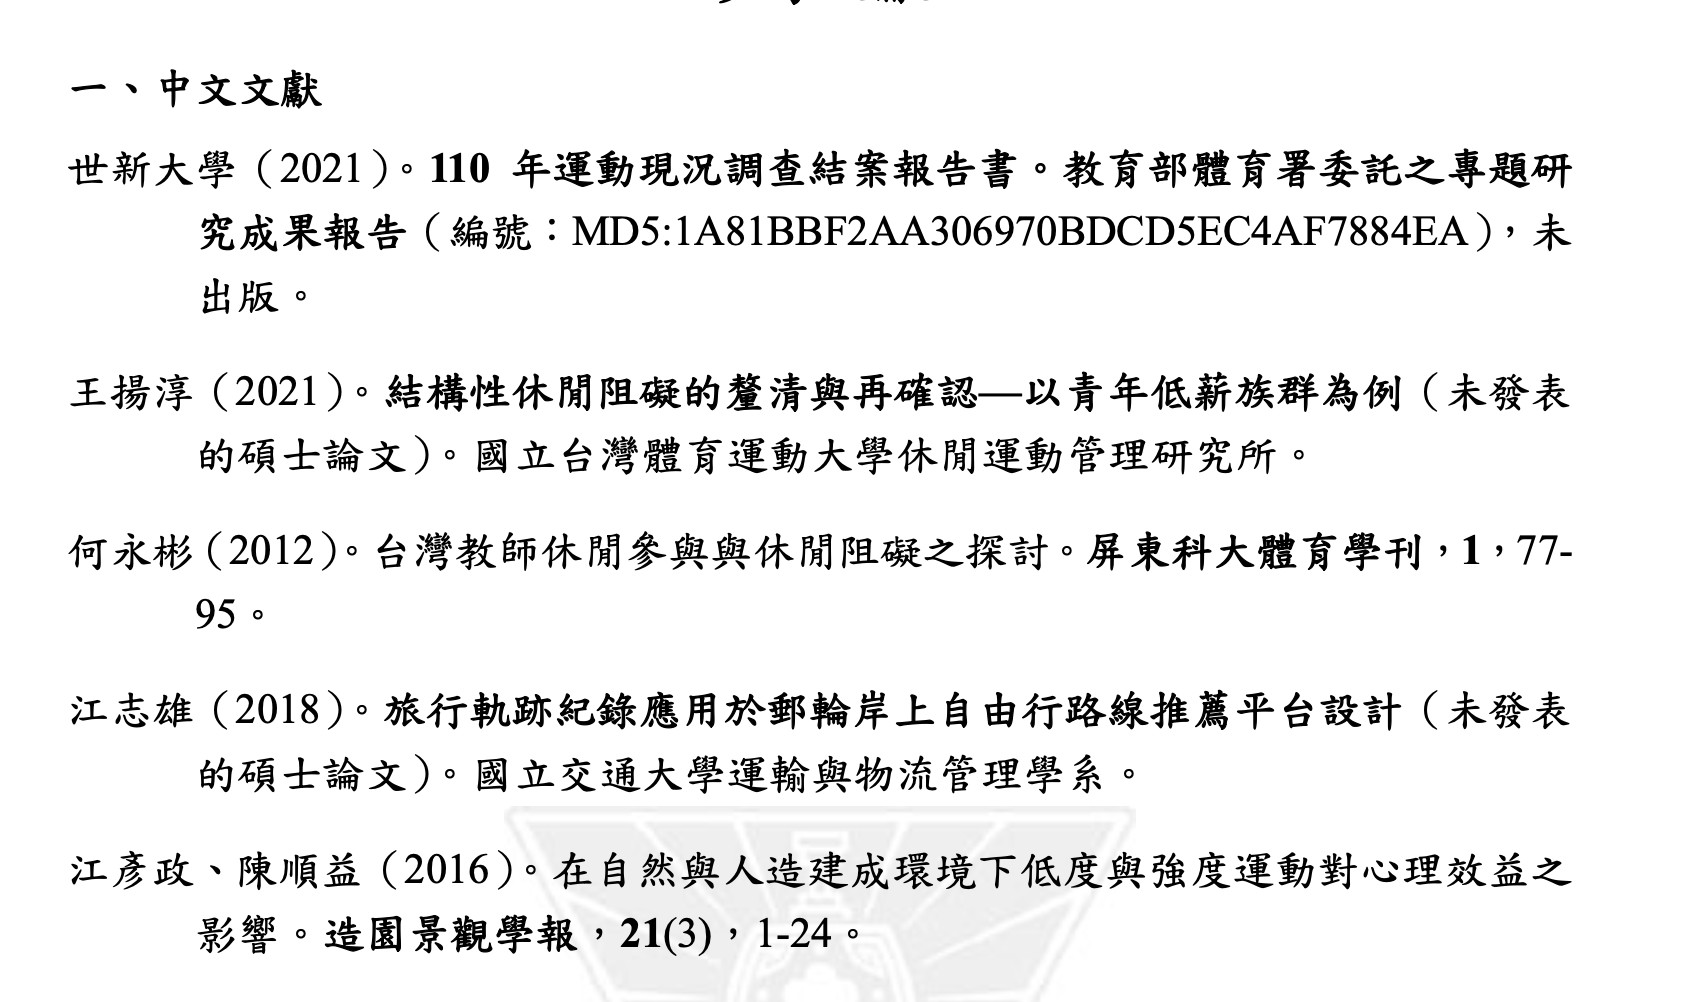 一、中文文獻
世新大學（2021）。110 年運動現況調查結案報告書。教育部體育署委託之專題研
究成果報告（編號：MD5:1A81BBF2AA306970BDCD5EC4AF7884EA），未
出版。
王揚淳（2021）。結構性休閒阻礙的釐清與再確認—以青年低薪族群為例（未發表
的碩士論文）。國立台灣體育運動大學休閒運動管理研究所。
何永彬（2012）。台灣教師休閒參與與休閒阻礙之探討。屏東科大體育學刊，1，77-
95。
江志雄（2018）。旅行軌跡紀錄應用於郵輪岸上自由行路線推薦平台設計（未發表
的碩士論文）。國立交通大學運輸與物流管理學系。
江彥政、陳順益（2016）。在自然與人造建成環境下低度與強度運動對心理效益之
影響。造園景觀學報，21(3)，1-24。